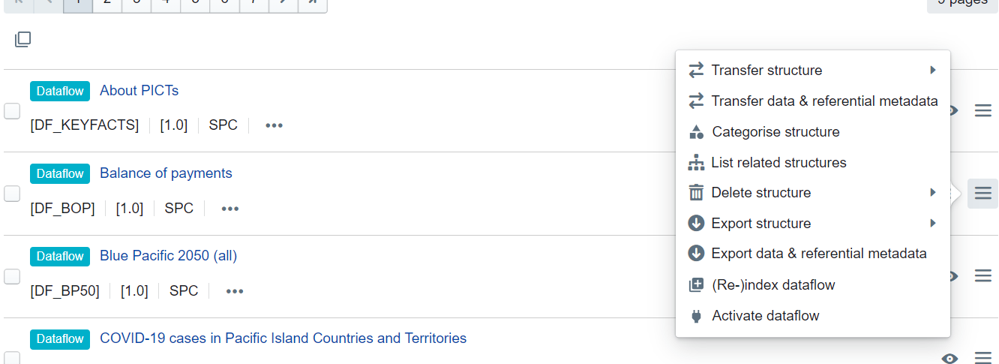 1 2 3 4 5 6 7
9 pages
Dataflow About PICTs
[DF_KEYFACTS] [1.0] SPC
Dataflow Balance of payments
[DF_BOP] [1.0] SPC
Dataflow Blue Pacific 2050 (all)
[DF_BP50] [1.0] SPC
Dataflow COVID-19 cases in Pacific Island Countries and Territories
Transfer structure
Transfer data & referential metadata
Categorise structure
List related structures
Delete structure
Export structure
Export data & referential metadata
(Re-)index dataflow
Activate dataflow